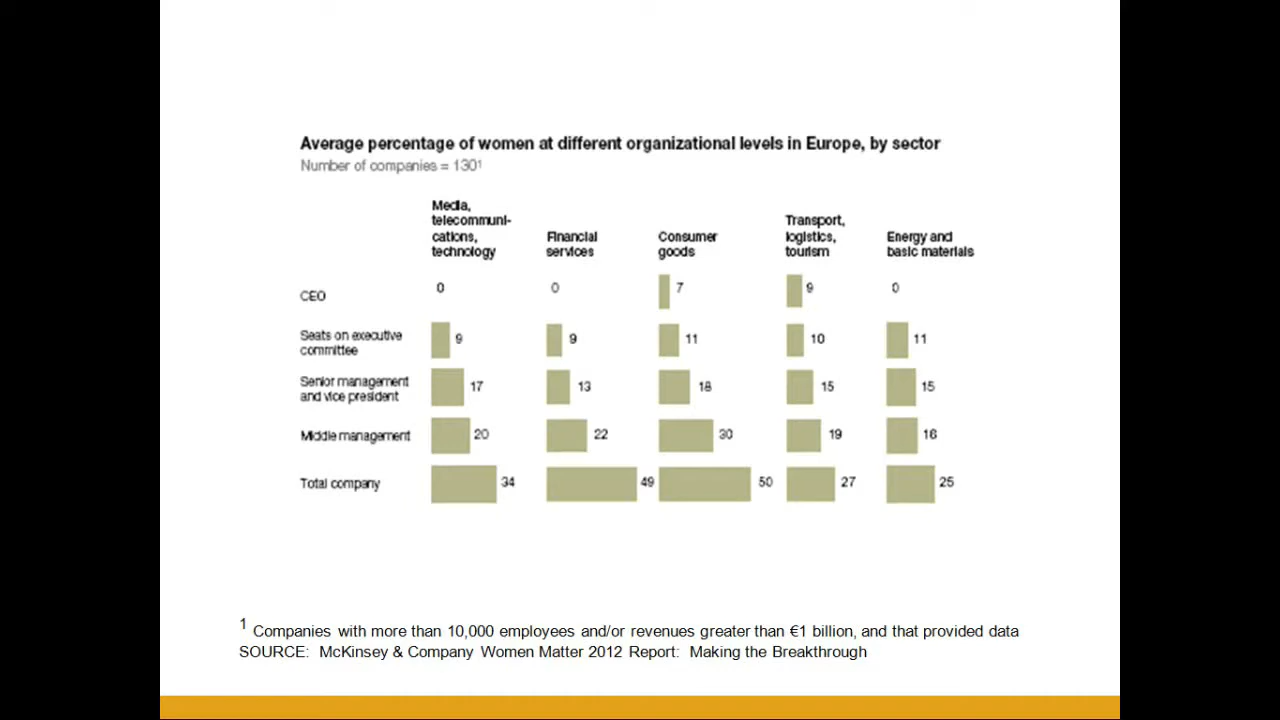 Average percentage of women at different organizational levels in Europe, by sector
Number of companies = 130¹
Media,
telecommuni-
cations,
technology
Financial
services
Consumer
goods
Transport,
logistics,
tourism
Energy and
basic materials
CEO 0 0 7 9 0
Seats on executive
committee 9 9 11 10 11
Senior management
and vice president 17 13 18 15 15
Middle management 20 22 30 19 16
Total company 34 49 50 27 25
1 Companies with more than 10,000 employees and/or revenues greater than €1 billion, and that provided data
SOURCE: McKinsey & Company Women Matter 2012 Report: Making the Breakthrough